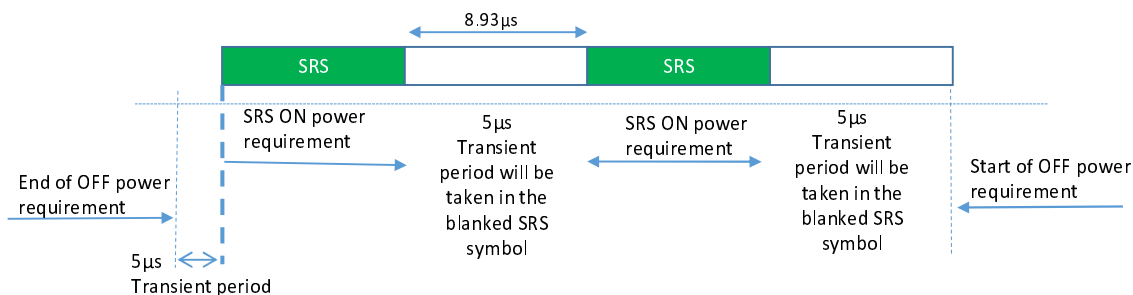 8.93µs
SRS
SRS
SRS ON power
requirement
5µs
Transient
period will be
taken in the
blanked SRS
symbol
SRS ON power
requirement
5µs
Transient
period will be
taken in the
blanked SRS
symbol
End of OFF power
requirement
Start of OFF power
requirement
5µs
Transient period